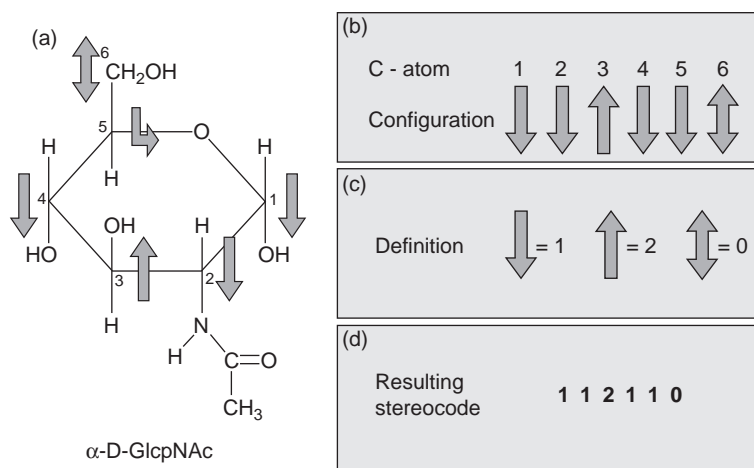 (a)
6
CH₂OH
5
O
H
H
H
4
1
OH
H
HO
OH
3
2
H
N
H
C
O
CH₃
α-D-GlcpNAc
(b)
C - atom 1 2 3 4 5 6
Configuration
(c)
Definition = 1 = 2 = 0
(d)
Resulting
stereocode
1 1 2 1 1 0